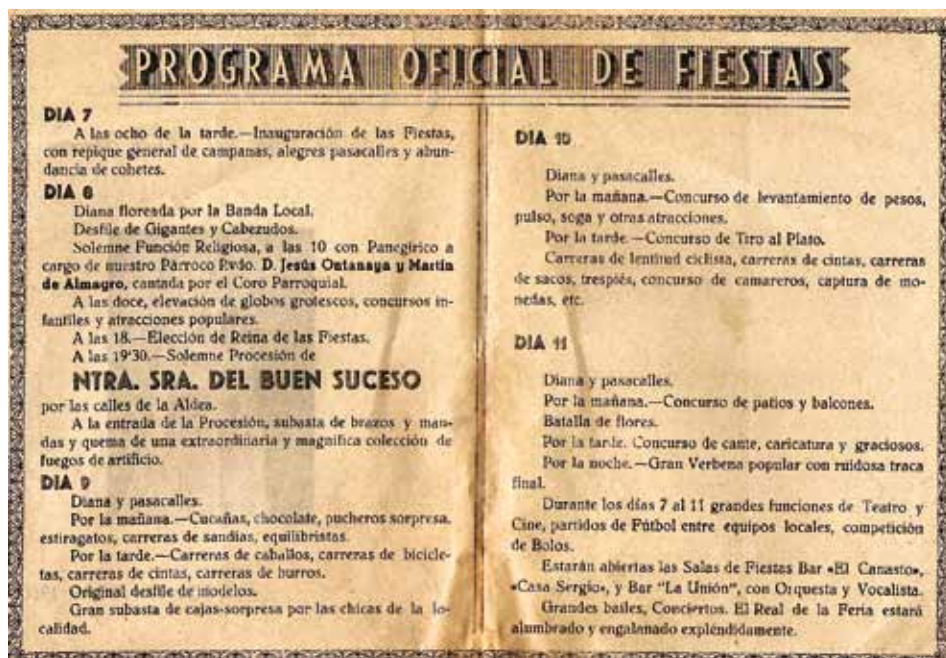 PROGRAMA OFICIAL DE FIESTAS
DIA 7
A las ocho de la tarde.—Inauguración de las Fiestas,
con repique general de campanas, alegres pasacalles y abun-
dancia de cohetes.
DIA 8
Diana floreada por la Banda Local.
Desfile de Gigantes y Cabezudos.
Solemne Función Religiosa, a las 10 con Panegírico a
cargo de nuestro Párroco Rvdo. D. Jesús Ontanaya y Martín
de Almagro, cantada por el Coro Parroquial.
A las doce, elevación de globos grotescos, concursos in-
fantiles y atracciones populares.
A las 18.—Elección de Reina de las Fiestas.
A las 19'30.—Solemne Procesión de
NTRA. SRA. DEL BUEN SUCESO
por las calles de la Aldea.
A la entrada de la Procesión, subasta de brazos y man-
das y quema de una extraordinaria y magnífica colección de
fuegos de artificio.
DIA 9
Diana y pasacalles.
Por la mañana.—Cucañas, chocolate, pucheros sorpresa,
estiragatos, carreras de sandías, equilibristas.
Por la tarde.—Carreras de caballos, carreras de bicicle-
tas, carreras de cintas, carreras de burros.
Original desfile de modelos.
Gran subasta de cajas-sorpresa por las chicas de la lo-
calidad.
DIA 10
Diana y pasacalles.
Por la mañana.—Concurso de levantamiento de pesos,
pulso, soga y otras atracciones.
Por la tarde.—Concurso de Tiro al Plato.
Carreras de lentitud ciclista, carreras de cintas, carreras
de sacos, trespiés, concurso de camareros, captura de mo-
nedas, etc.
DIA 11
Diana y pasacalles.
Por la mañana.—Concurso de patios y balcones.
Batalla de flores.
Por la tarde. Concurso de cante, caricatura y graciosos.
Por la noche.—Gran Verbena popular con ruidosa traca
final.
Durante los días 7 al 11 grandes funciones de Teatro y
Cine, partidos de Fútbol entre equipos locales, competición
de Bolos.
Estarán abiertas las Salas de Fiestas Bar «El Canasto»,
«Casa Sergio», y Bar "La Unión", con Orquesta y Vocalista.
Grandes bailes, Conciertos. El Real de la Feria estará
alumbrado y engalanado expléndidamente.